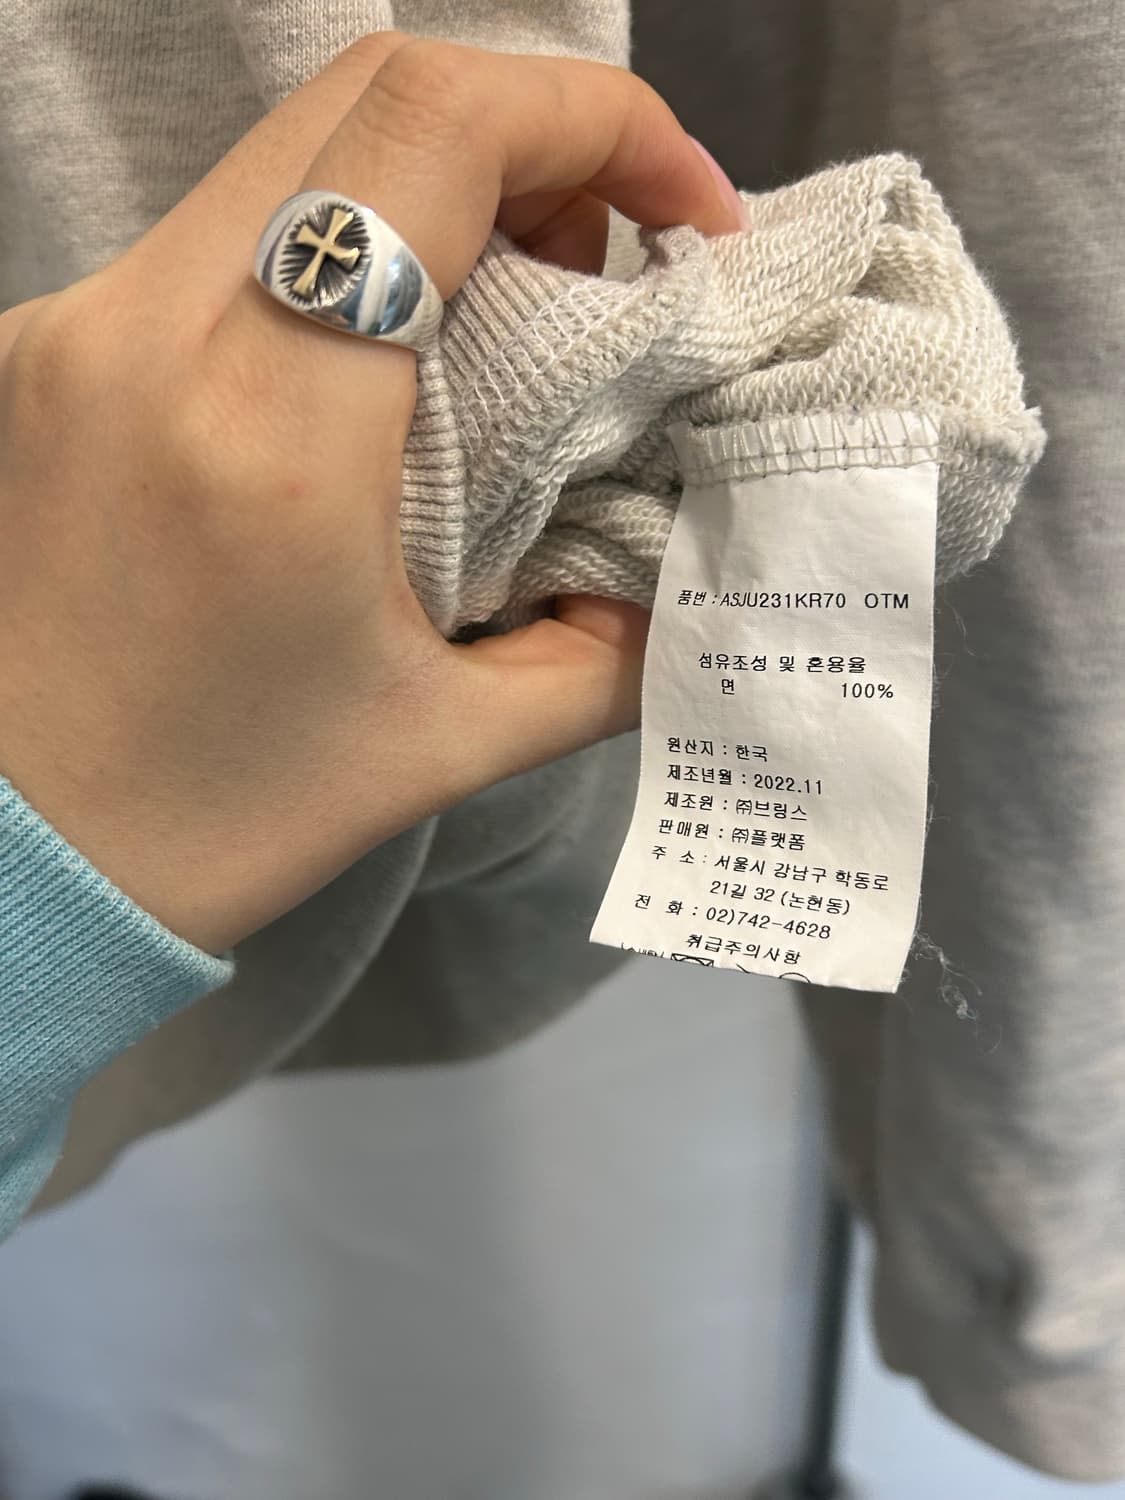 품번 : ASJU231KR70 OTM
섬유조성 및 혼용율
면 100%
원산지 : 한국
제조년월 : 2022.11
제조원 : ㈜브링스
판매원 : ㈜플랫폼
주 소 : 서울시 강남구 학동로
21길 32 (논현동)
전 화 : 02)742-4628
취급주의사항